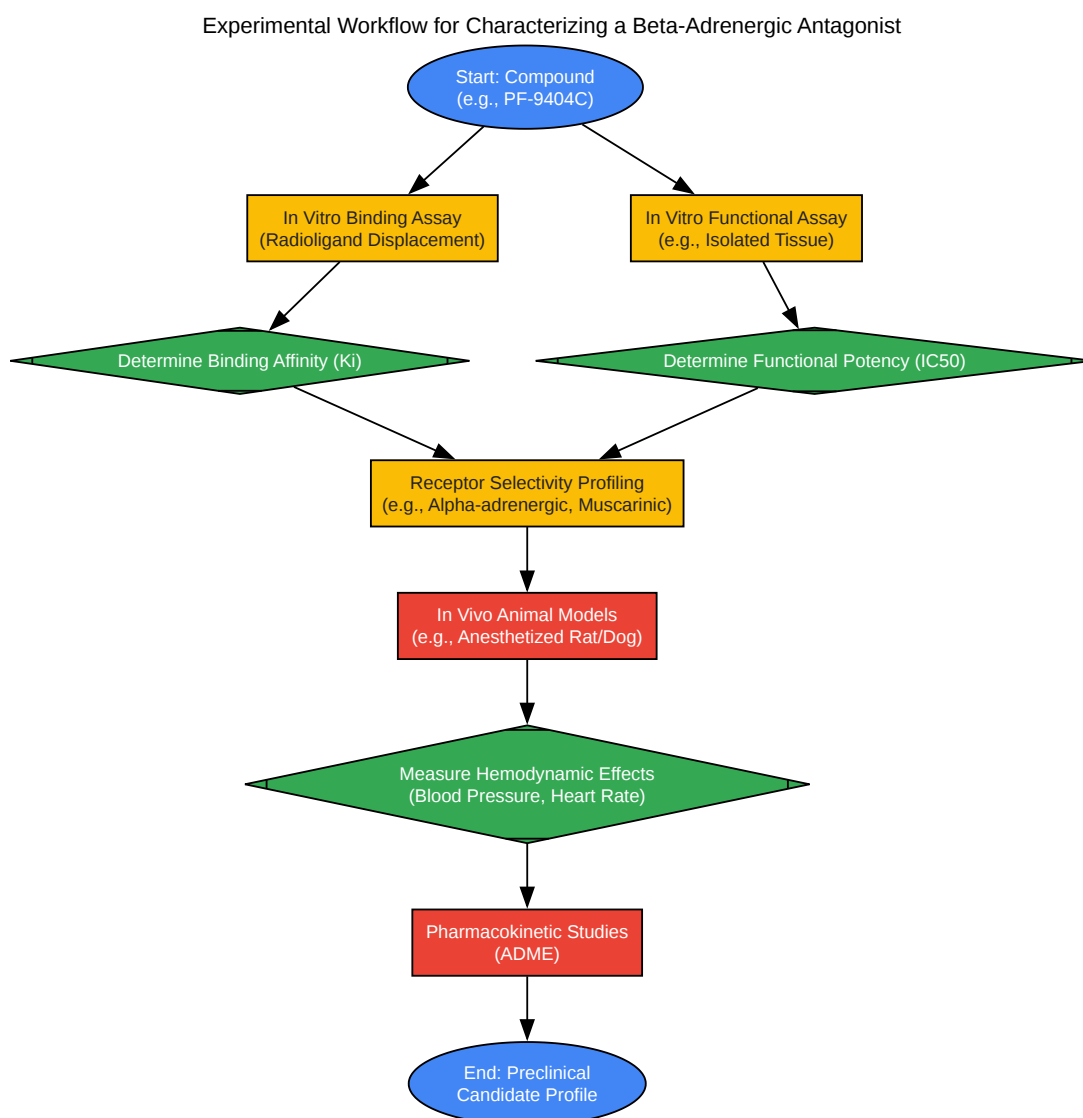 Experimental Workflow for Characterizing a Beta-Adrenergic Antagonist
Start: Compound
(e.g., PF-9404C)
In Vitro Binding Assay
(Radioligand Displacement)
In Vitro Functional Assay
(e.g., Isolated Tissue)
Determine Binding Affinity (Ki)
Determine Functional Potency (IC50)
Receptor Selectivity Profiling
(e.g., Alpha-adrenergic, Muscarinic)
In Vivo Animal Models
(e.g., Anesthetized Rat/Dog)
Measure Hemodynamic Effects
(Blood Pressure, Heart Rate)
Pharmacokinetic Studies
(ADME)
End: Preclinical
Candidate Profile